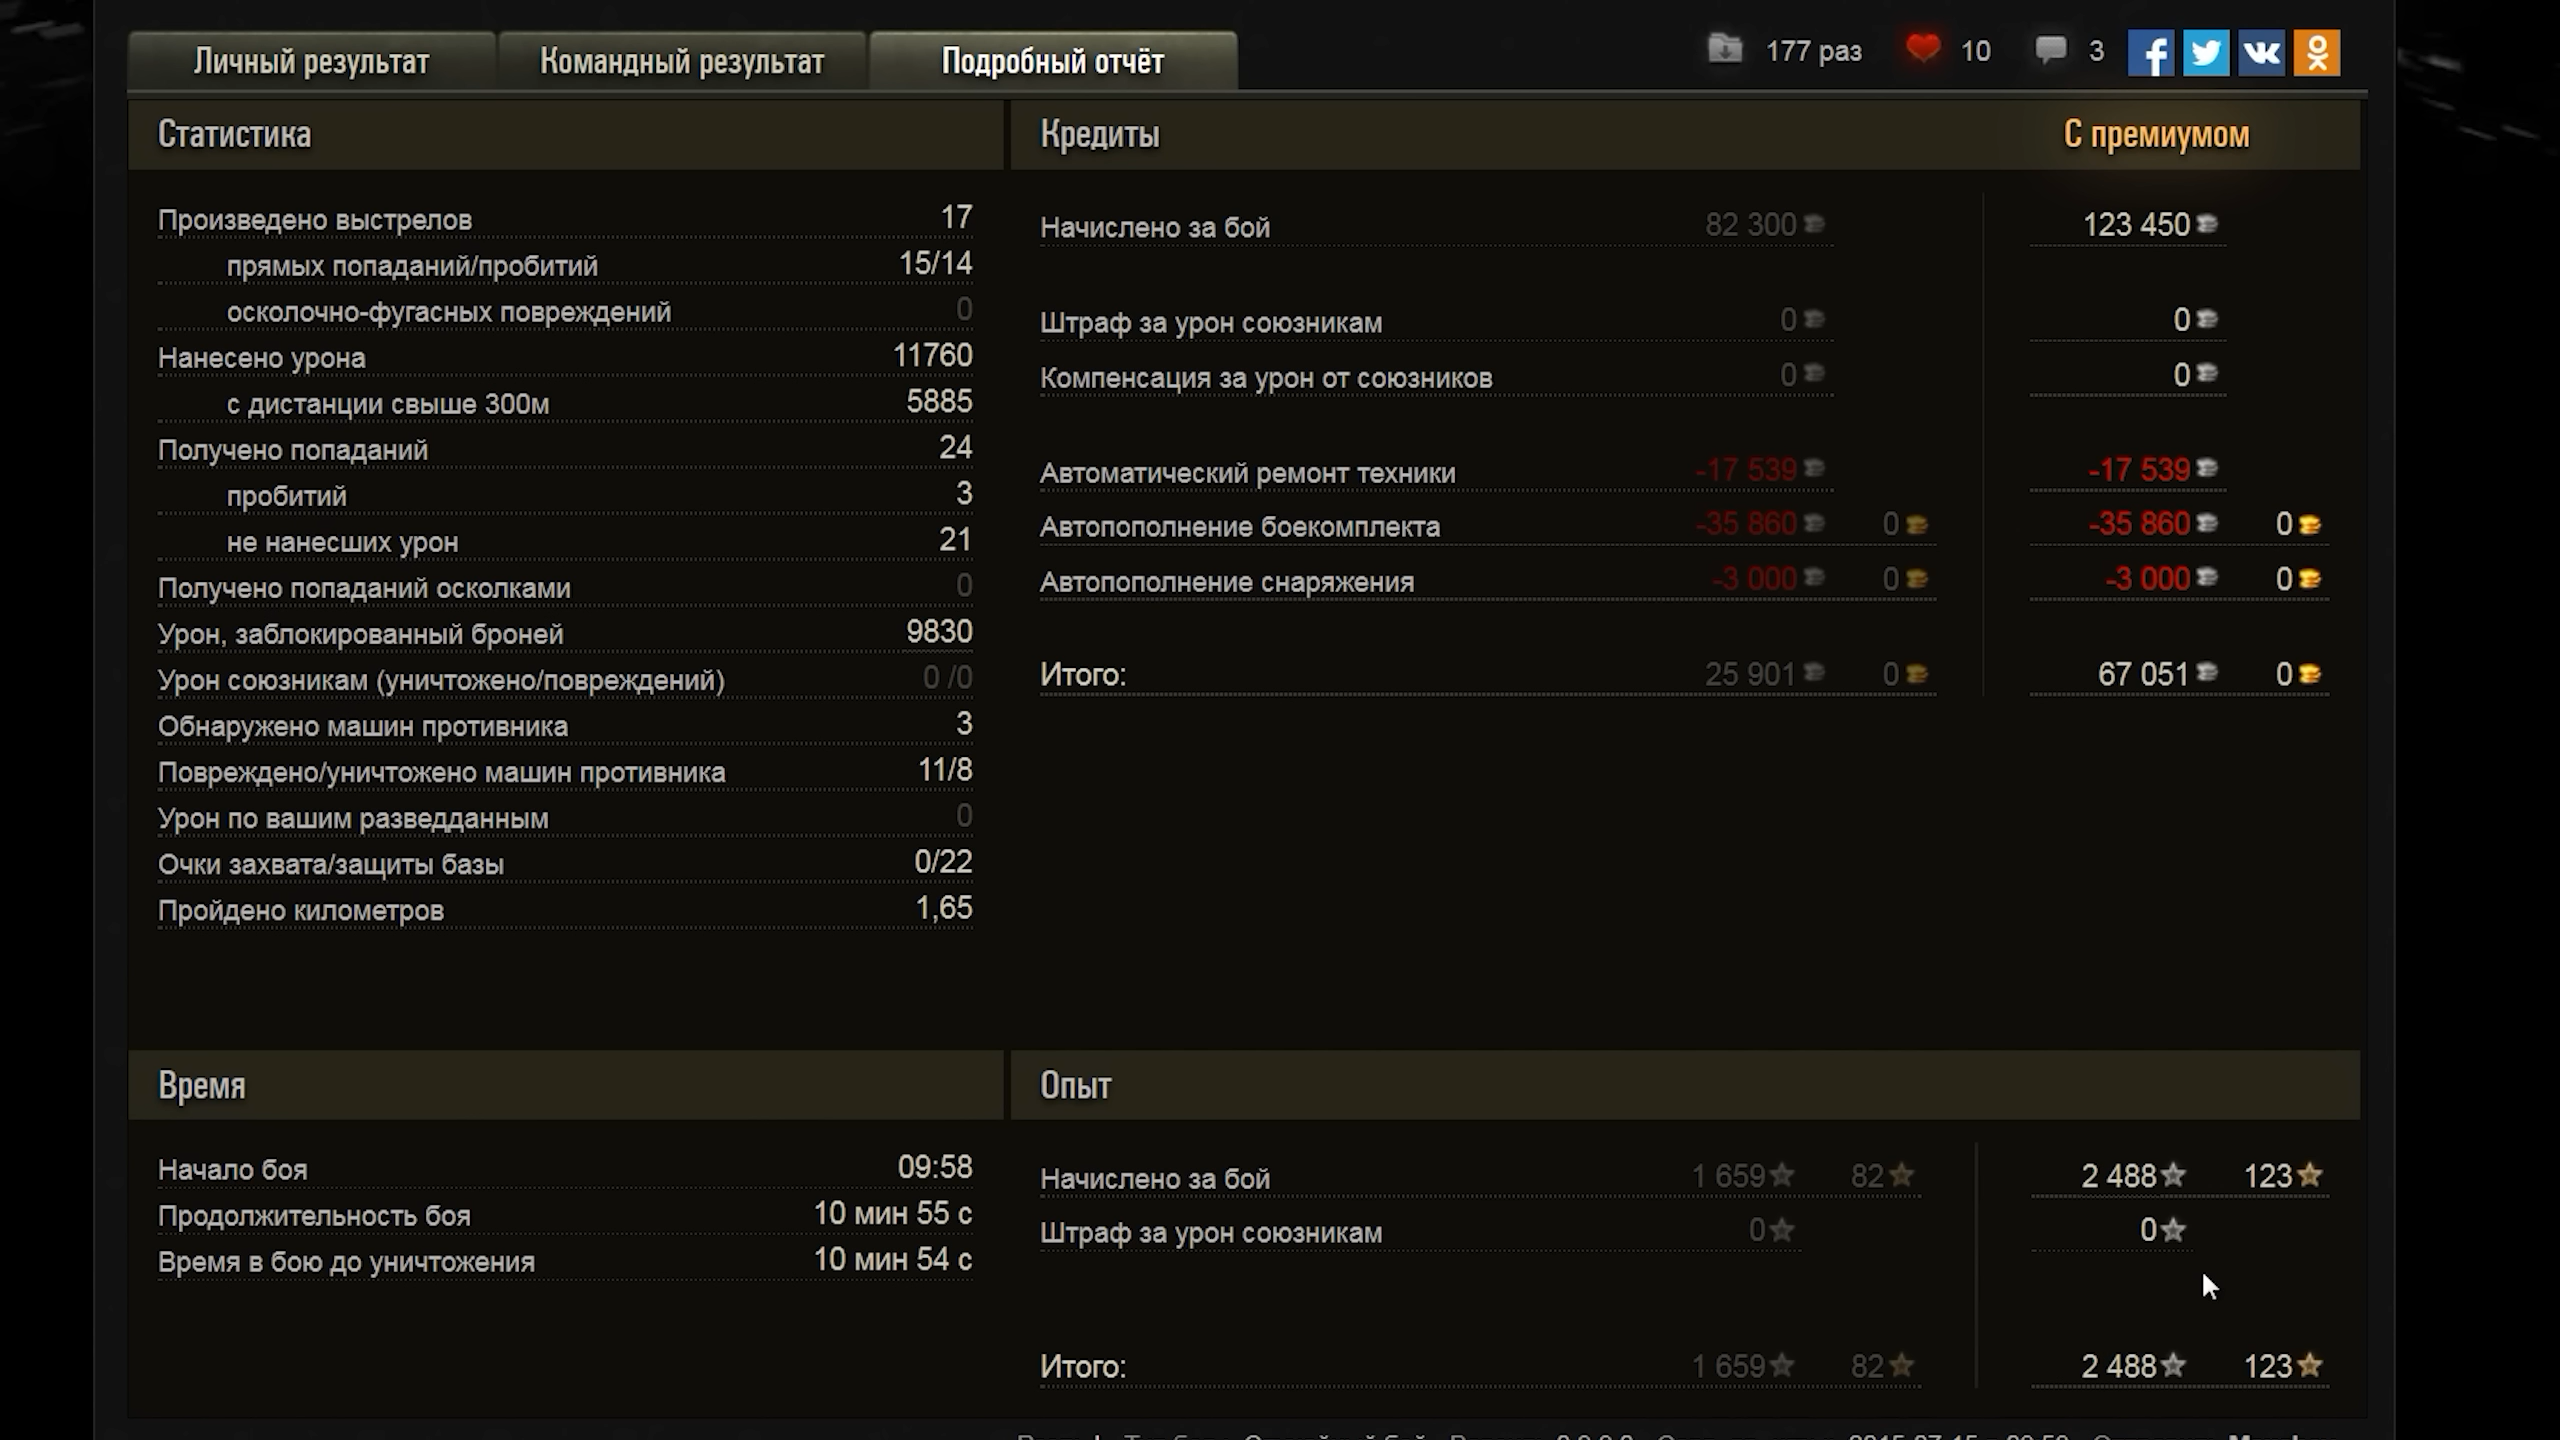 Личный результат Командный результат Подробный отчёт 177 раз 10 3
Статистика
Произведено выстрелов 17
прямых попаданий/пробитий 15/14
осколочно-фугасных повреждений 0
Нанесено урона 11760
с дистанции свыше 300м 5885
Получено попаданий 24
пробитий 3
не нанесших урон 21
Получено попаданий осколками 0
Урон, заблокированный броней 9830
Урон союзникам (уничтожено/повреждений) 0 /0
Обнаружено машин противника 3
Повреждено/уничтожено машин противника 11/8
Урон по вашим разведданным 0
Очки захвата/защиты базы 0/22
Пройдено километров 1,65
Кредиты С премиумом
Начислено за бой 82 300 123 450
Штраф за урон союзникам 0 0
Компенсация за урон от союзников 0 0
Автоматический ремонт техники -17 539 -17 539
Автопополнение боекомплекта -35 860 0 -35 860 0
Автопополнение снаряжения -3 000 0 -3 000 0
Итого: 25 901 0 67 051 0
Время
Начало боя 09:58
Продолжительность боя 10 мин 55 с
Время в бою до уничтожения 10 мин 54 с
Опыт
Начислено за бой 1 659 82 2 488 123
Штраф за урон союзникам 0 0
Итого: 1 659 82 2 488 123